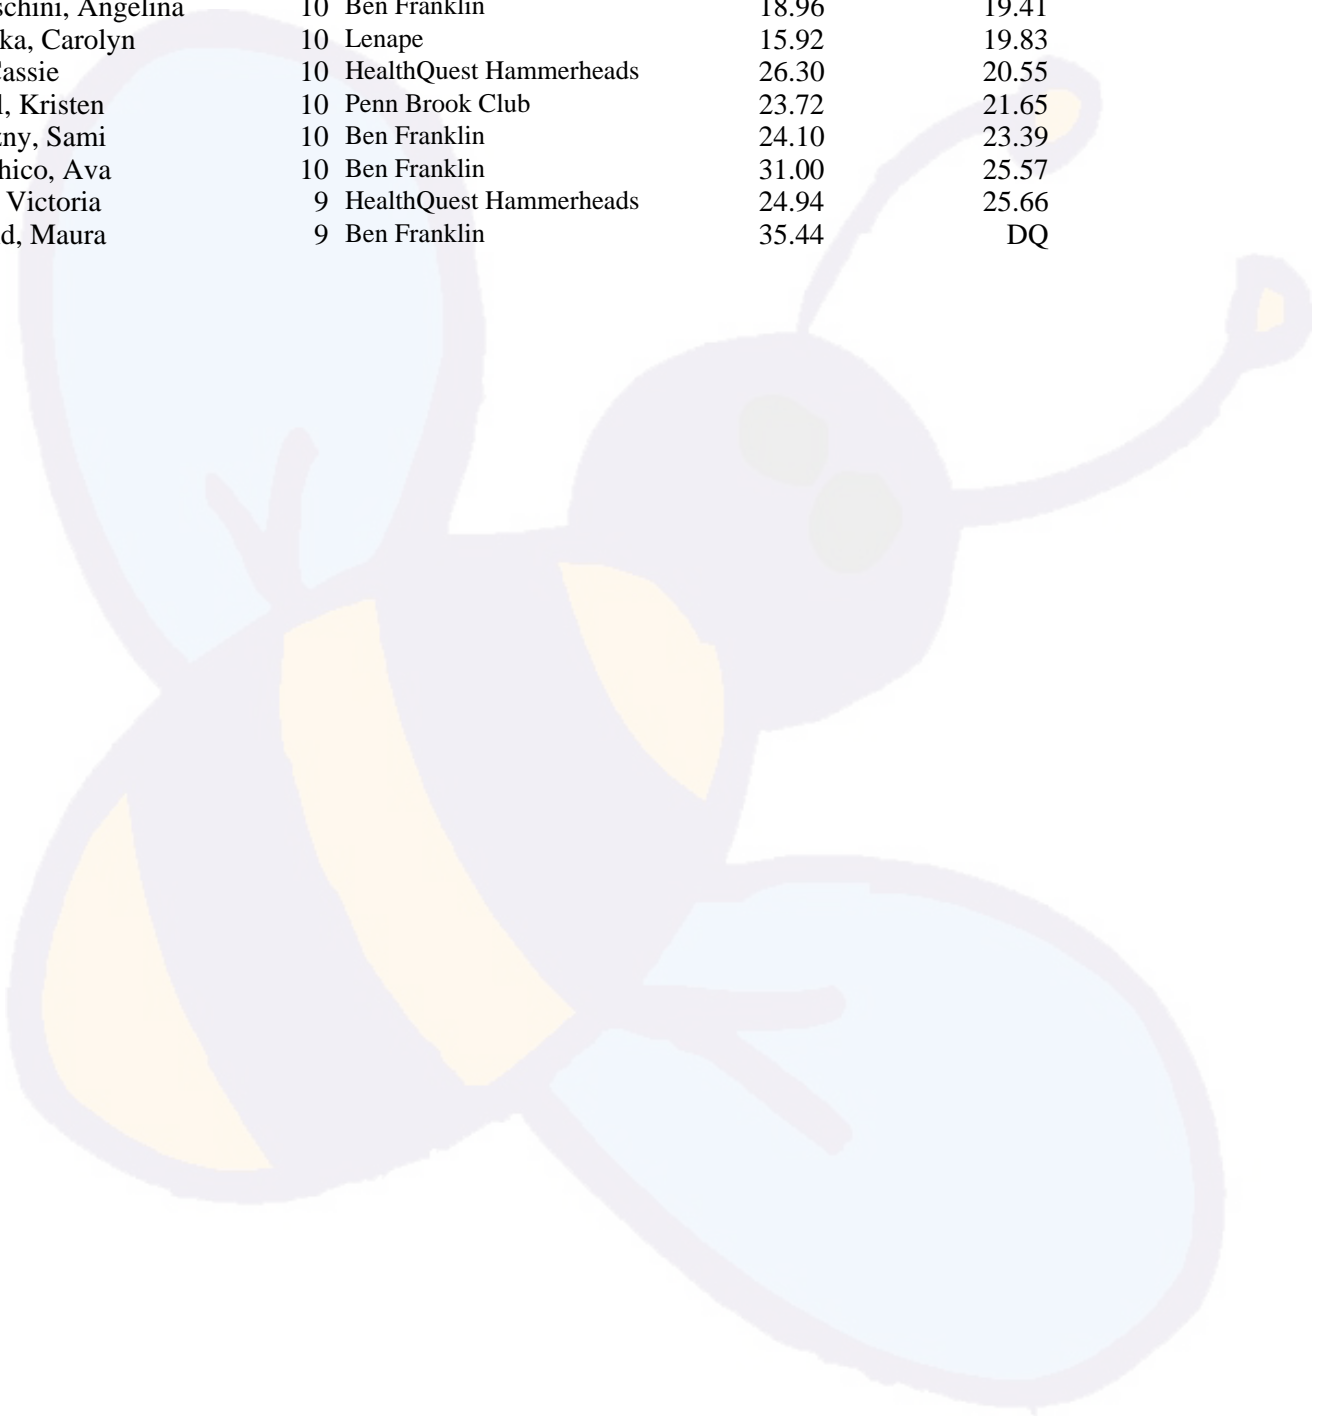 schini, Angelina 10 Ben Franklin 18.96 19.41
ka, Carolyn 10 Lenape 15.92 19.83
Cassie 10 HealthQuest Hammerheads 26.30 20.55
l, Kristen 10 Penn Brook Club 23.72 21.65
zny, Sami 10 Ben Franklin 24.10 23.39
hico, Ava 10 Ben Franklin 31.00 25.57
Victoria 9 HealthQuest Hammerheads 24.94 25.66
d, Maura 9 Ben Franklin 35.44 DQ